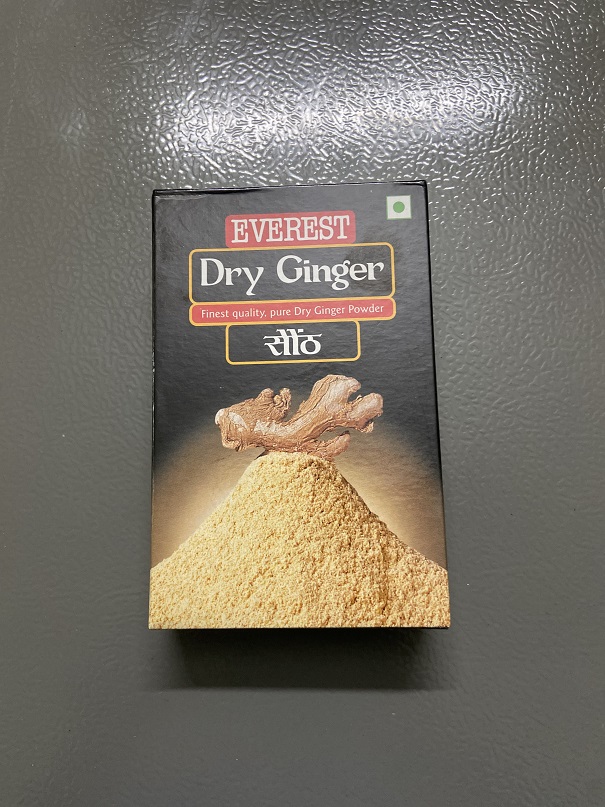 EVEREST
Dry Ginger
Finest quality, pure Dry Ginger Powder
सौंठ